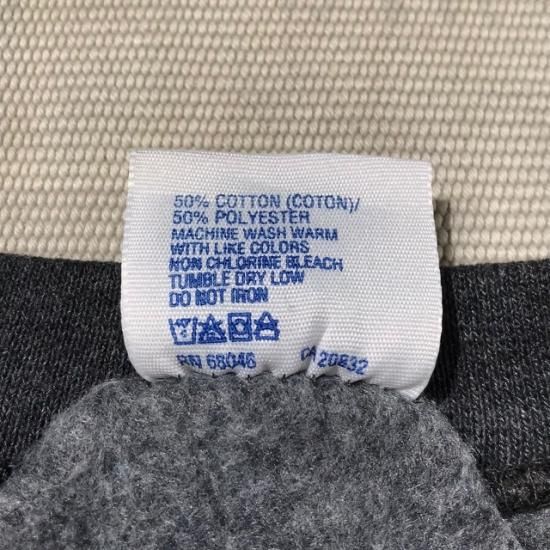 50% COTTON (COTON)/
50% POLYESTER
MACHINE WASH WARM
WITH LIKE COLORS
NON CHLORINE BLEACH
TUMBLE DRY LOW
DO NOT IRON
RN 68046 CA 20832